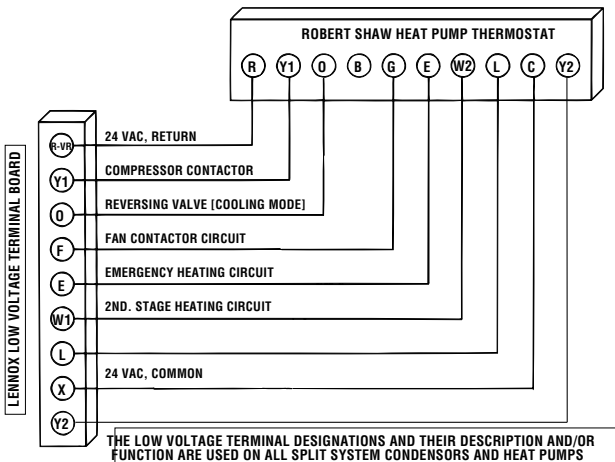 ROBERT SHAW HEAT PUMP THERMOSTAT
R Y1 O B G E W2 L C Y2
LENNOX LOW VOLTAGE TERMINAL BOARD
R-VR 24 VAC, RETURN
Y1 COMPRESSOR CONTACTOR
O REVERSING VALVE [COOLING MODE]
F FAN CONTACTOR CIRCUIT
E EMERGENCY HEATING CIRCUIT
W1 2ND. STAGE HEATING CIRCUIT
L
X 24 VAC, COMMON
Y2
THE LOW VOLTAGE TERMINAL DESIGNATIONS AND THEIR DESCRIPTION AND/OR
FUNCTION ARE USED ON ALL SPLIT SYSTEM CONDENSORS AND HEAT PUMPS